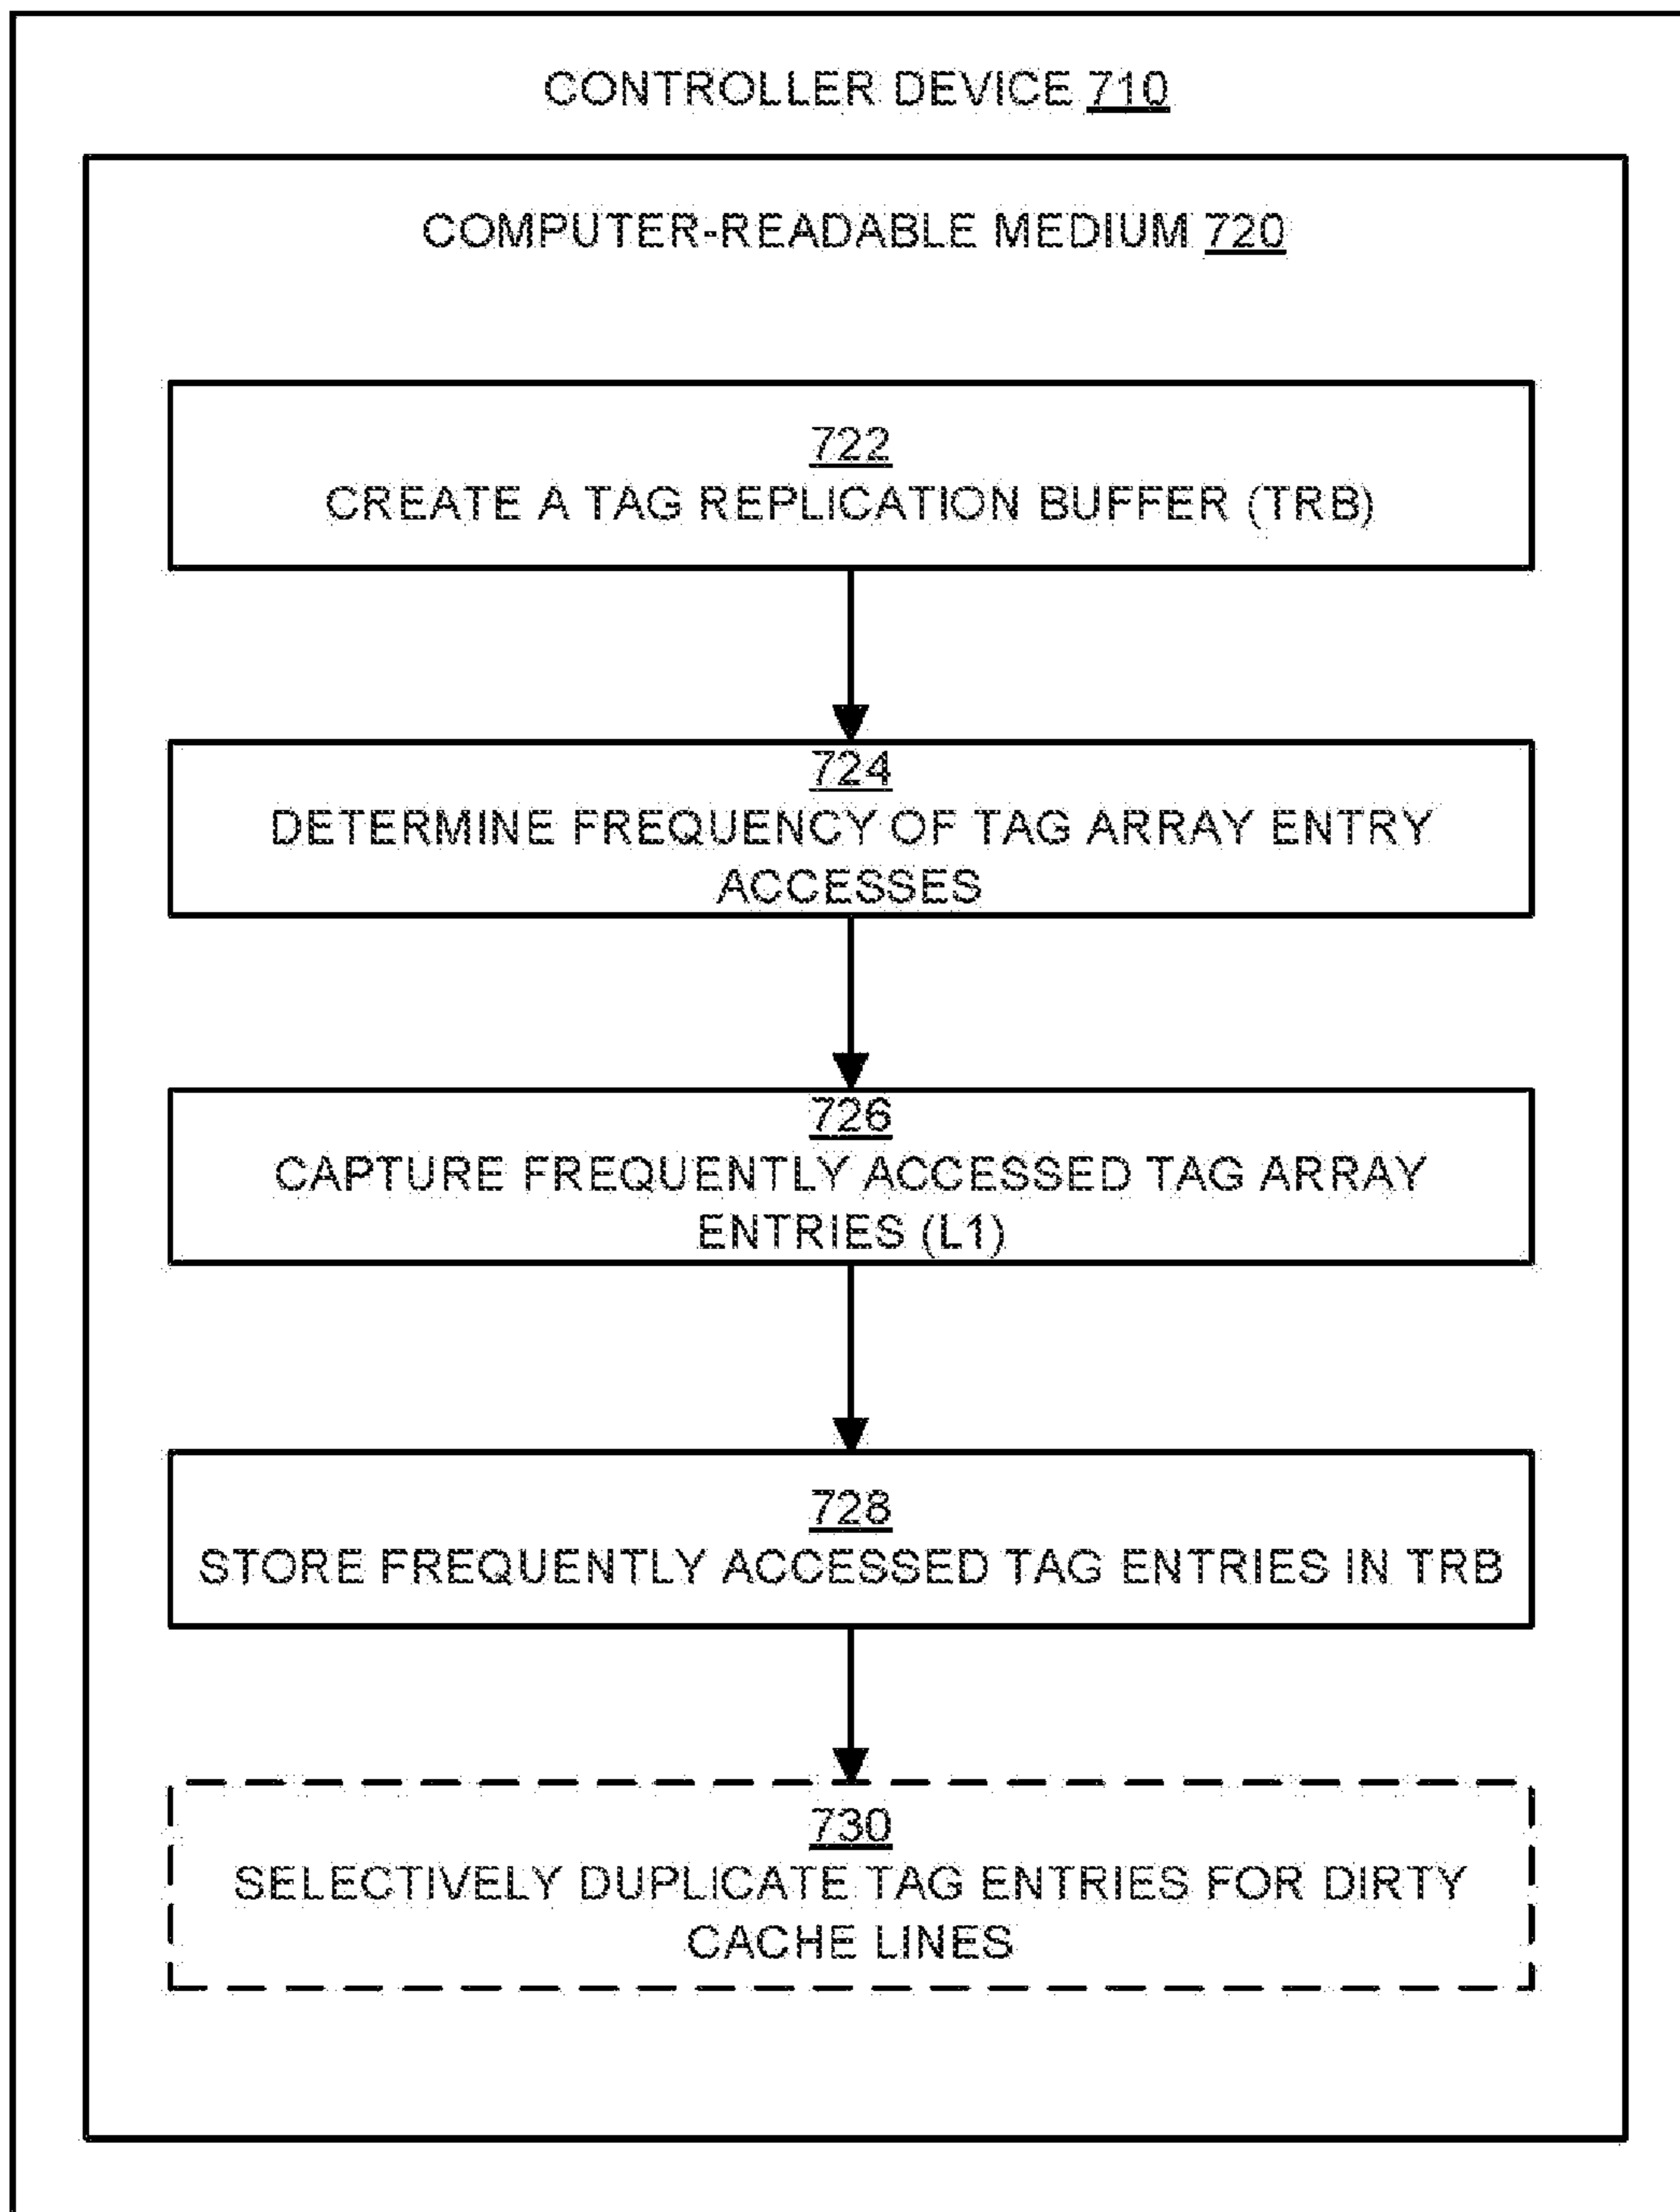 CONTROLLER DEVICE 710
COMPUTER-READABLE MEDIUM 720
722
CREATE A TAG REPLICATION BUFFER (TRB)
724
DETERMINE FREQUENCY OF TAG ARRAY ENTRY
ACCESSES
726
CAPTURE FREQUENTLY ACCESSED TAG ARRAY
ENTRIES (L1)
728
STORE FREQUENTLY ACCESSED TAG ENTRIES IN TRB
730
SELECTIVELY DUPLICATE TAG ENTRIES FOR DIRTY
CACHE LINES